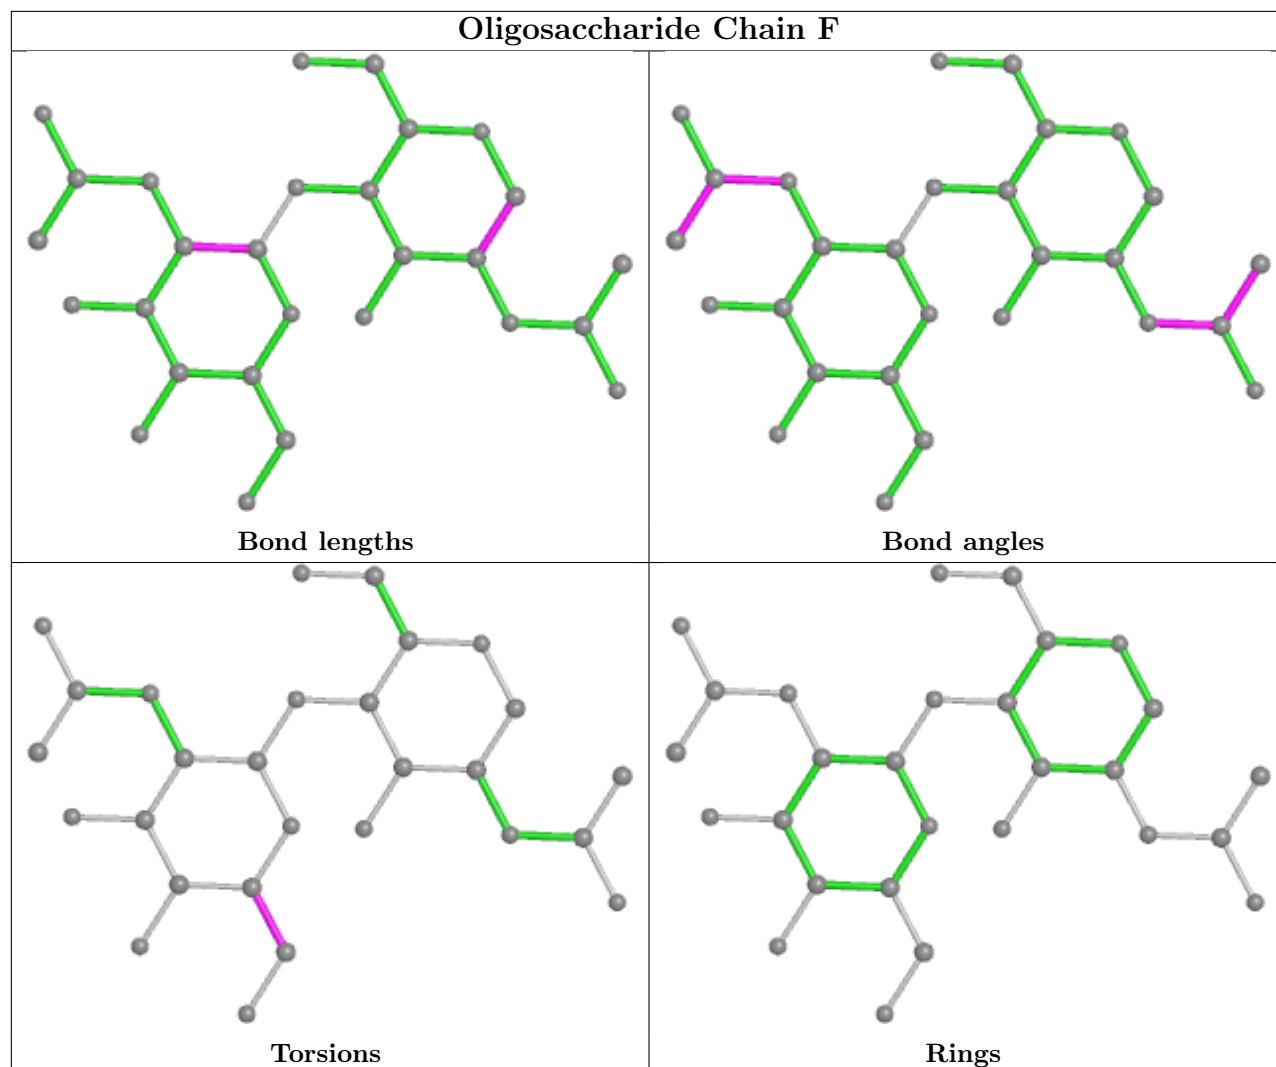 Oligosaccharide Chain F
Bond lengths
Bond angles
Torsions
Rings